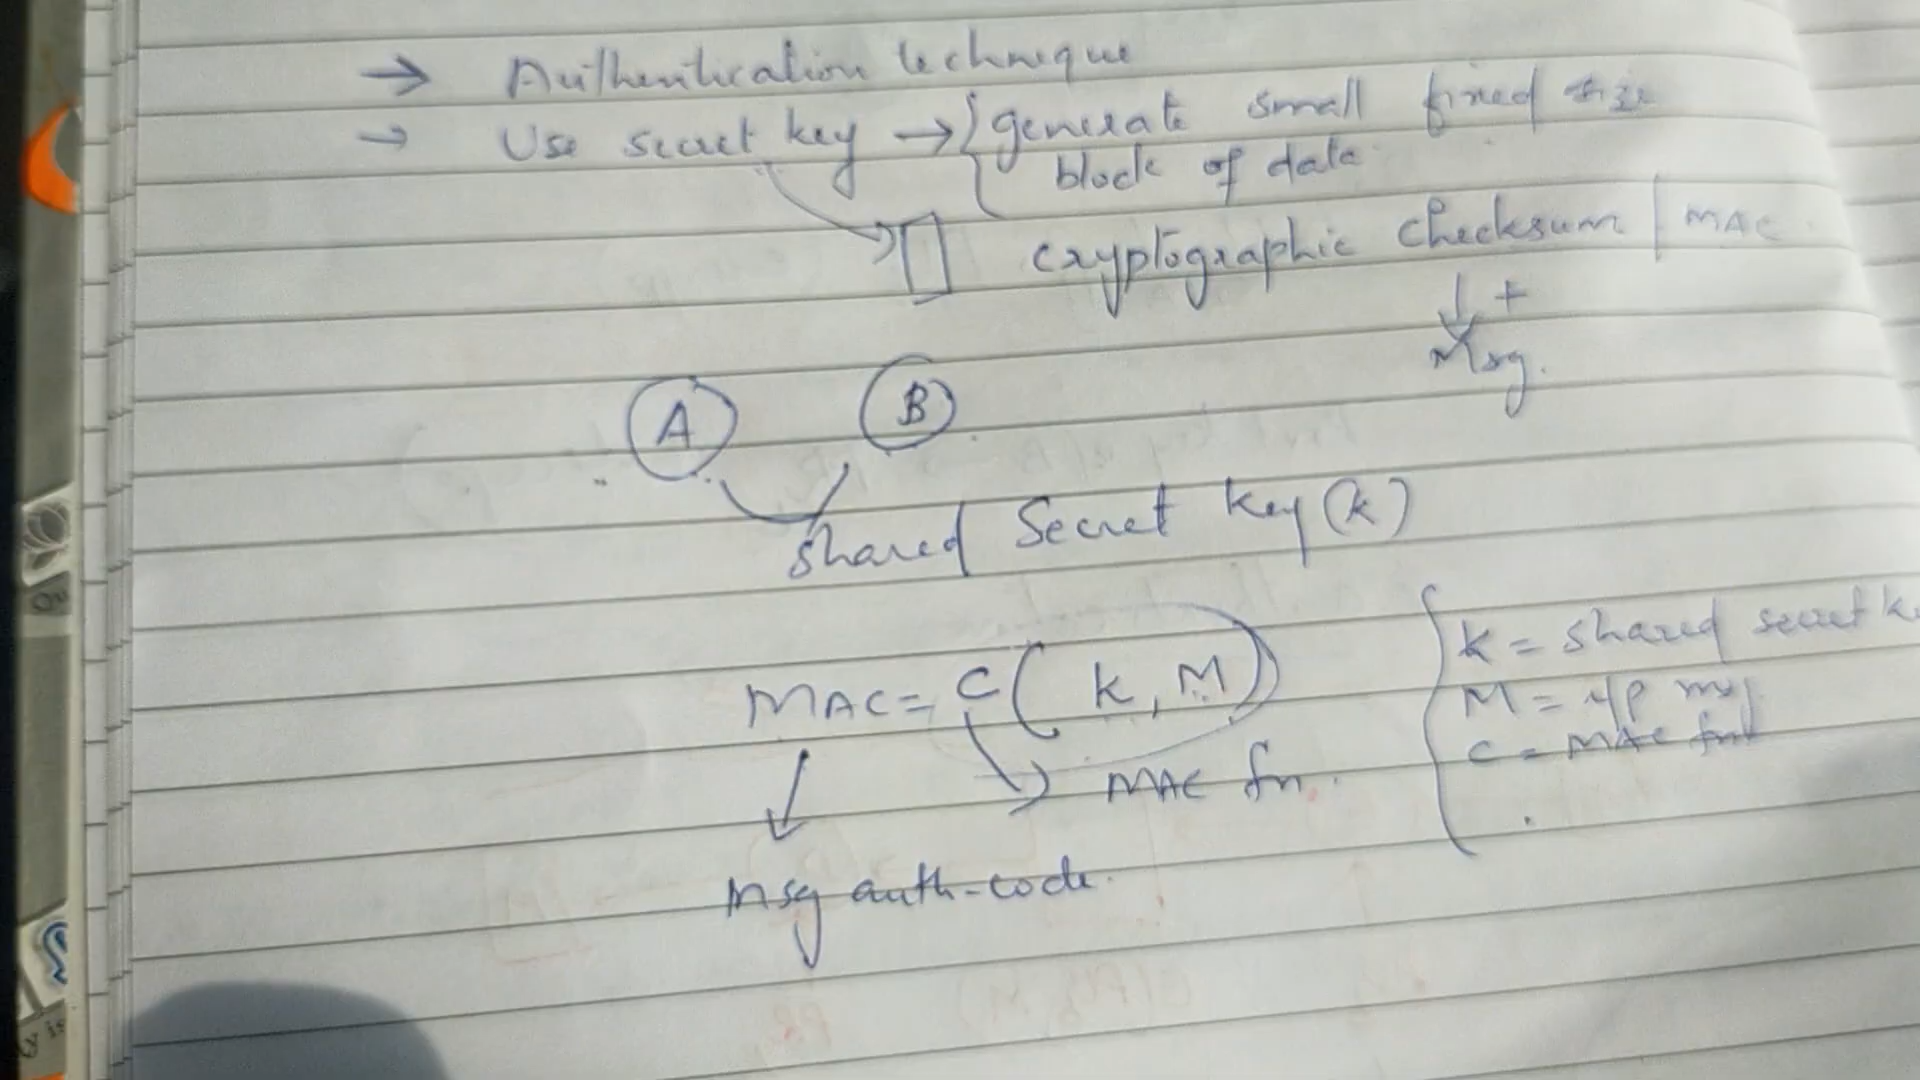 → Authentication technique
→ Use secret key → { generate small fixed size
block of data
cryptographic checksum / MAC
↓ +
Msg.
A B
shared secret key (k)
MAC = C ( k, M )
→ MAC fn.
Msg auth-code.
k = shared secret k
M = i/p msg.
C = MAC fn